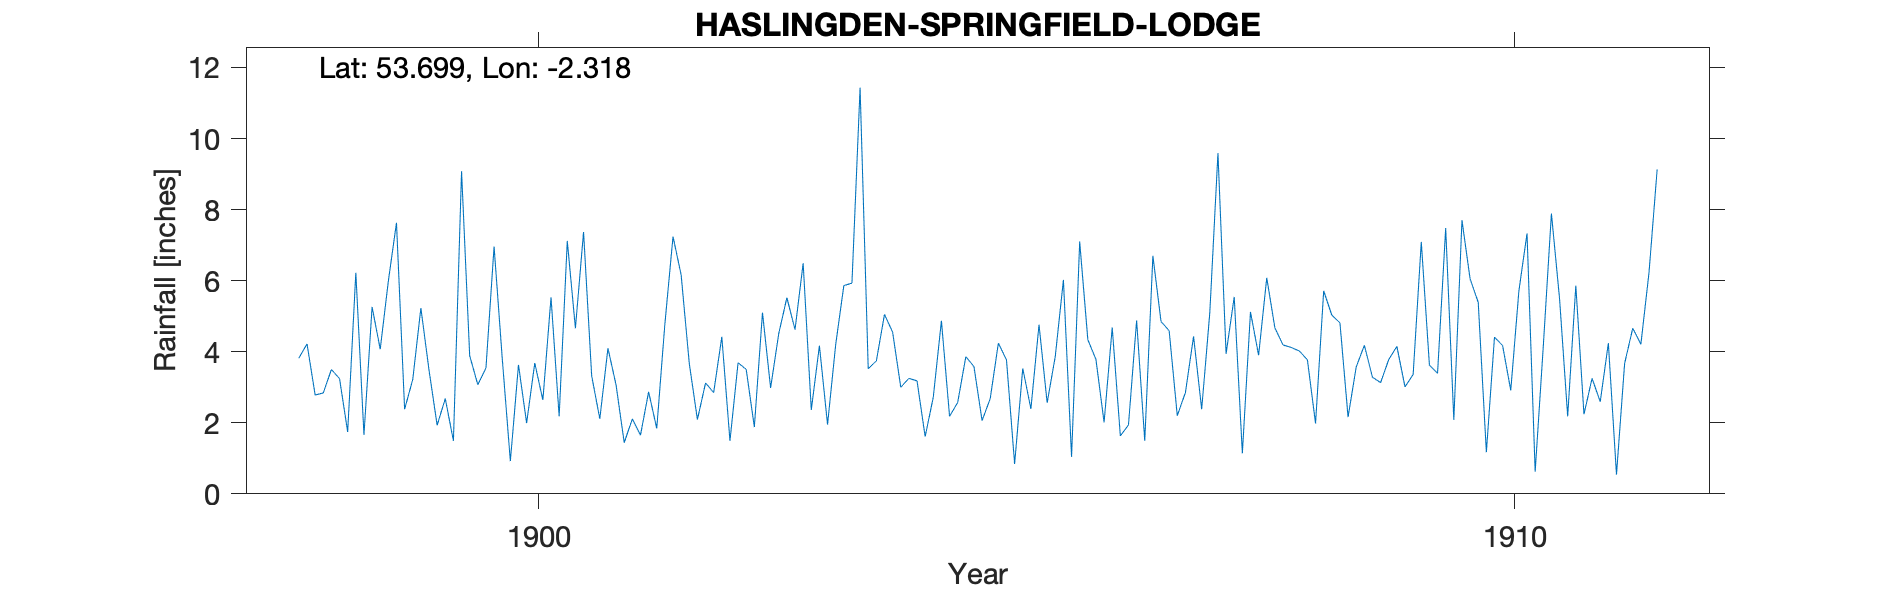 HASLINGDEN-SPRINGFIELD-LODGE
Lat: 53.699, Lon: -2.318
12
10
8
6
4
2
0
Rainfall [inches]
1900
1910
Year